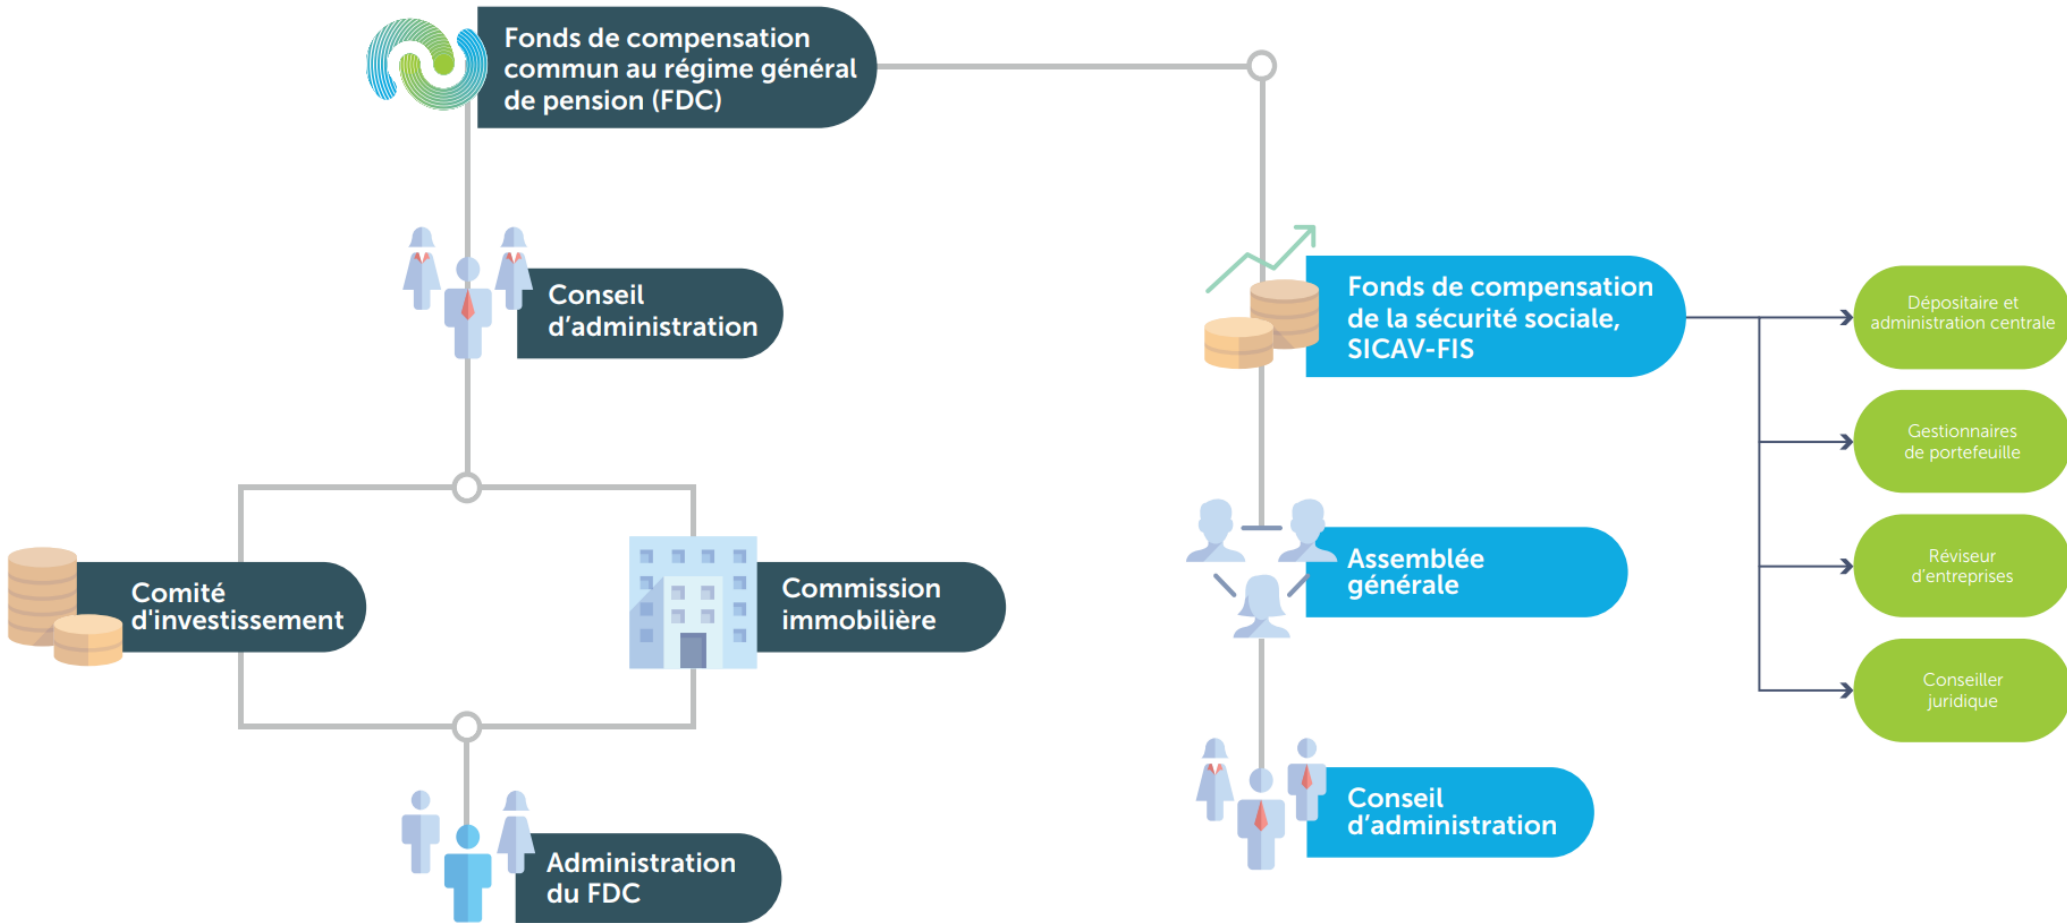 Fonds de compensation
commun au régime général
de pension (FDC)
Conseil
d’administration
Comité
d'investissement
Commission
immobilière
Administration
du FDC
Fonds de compensation
de la sécurité sociale,
SICAV-FIS
Assemblée
générale
Conseil
d’administration
Dépositaire et
administration centrale
Gestionnaires
de portefeuille
Réviseur
d’entreprises
Conseiller
juridique